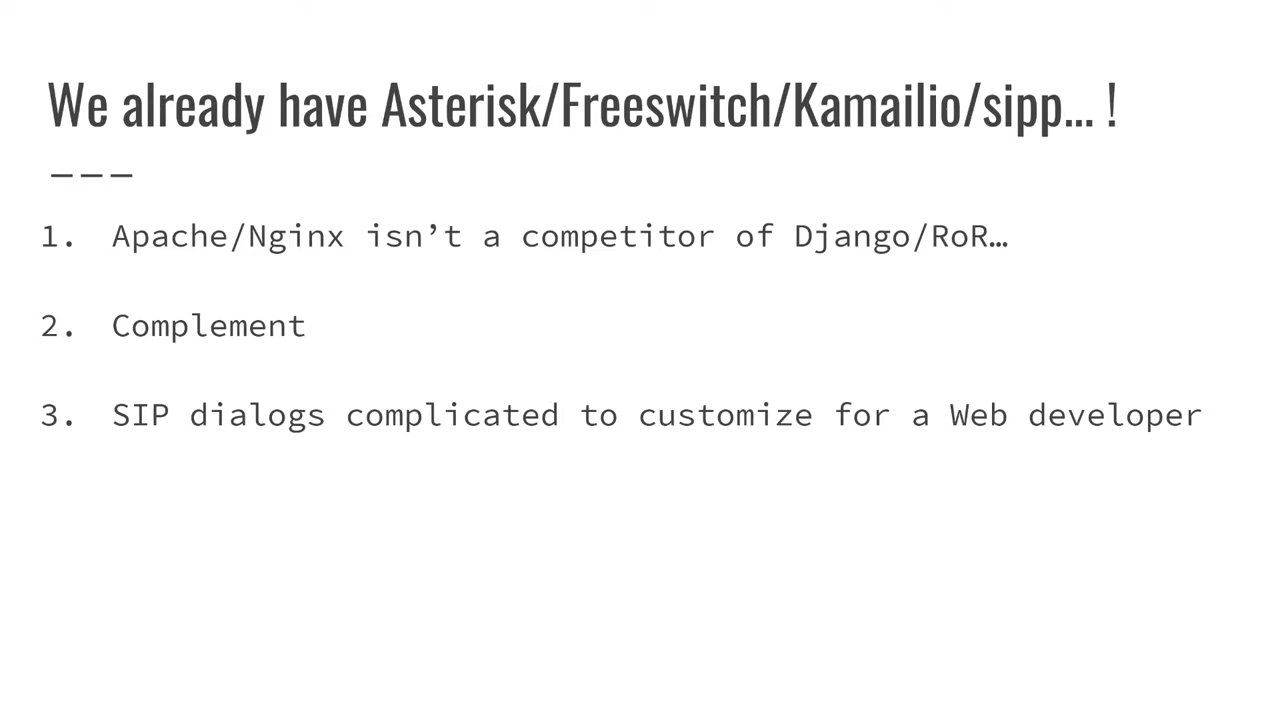 We already have Asterisk/Freeswitch/Kamailio/sipp… !
1. Apache/Nginx isn’t a competitor of Django/RoR…
2. Complement
3. SIP dialogs complicated to customize for a Web developer